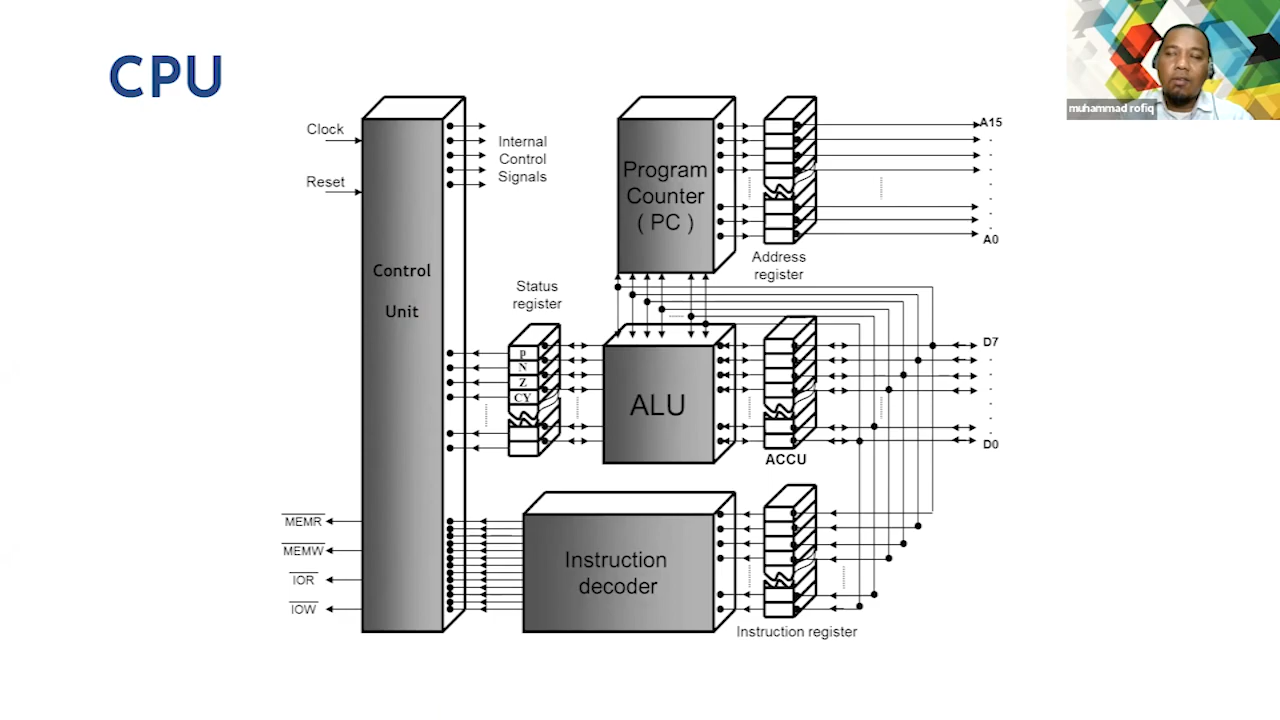 CPU
muhammad rofiq
Clock
Reset
Internal
Control
Signals
Control
Unit
Program
Counter
( PC )
A15
A0
Address
register
Status
register
P
N
Z
CY
ALU
ACCU
D7
D0
MEMR
MEMW
IOR
IOW
Instruction
decoder
Instruction register